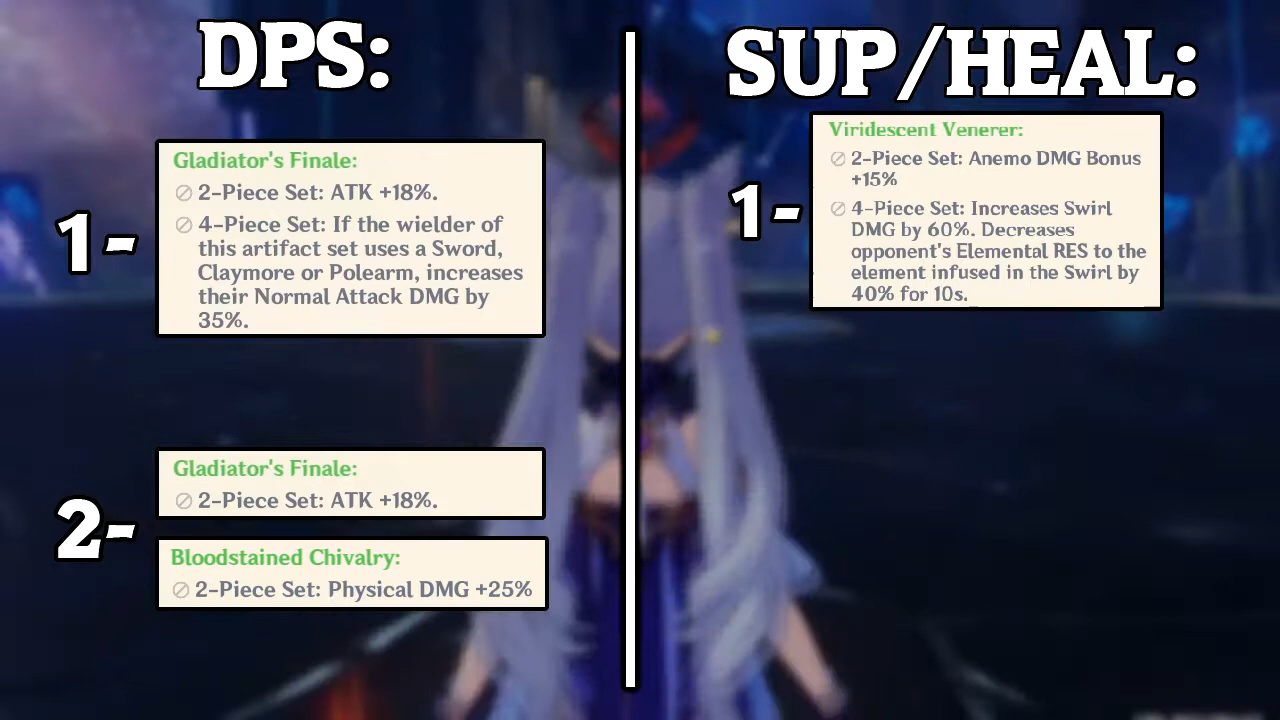 DPS:
1-
Gladiator's Finale:
2-Piece Set: ATK +18%.
4-Piece Set: If the wielder of
this artifact set uses a Sword,
Claymore or Polearm, increases
their Normal Attack DMG by
35%.
2-
Gladiator's Finale:
2-Piece Set: ATK +18%.
Bloodstained Chivalry:
2-Piece Set: Physical DMG +25%
SUP/HEAL:
1-
Viridescent Venerer:
2-Piece Set: Anemo DMG Bonus
+15%
4-Piece Set: Increases Swirl
DMG by 60%. Decreases
opponent's Elemental RES to the
element infused in the Swirl by
40% for 10s.